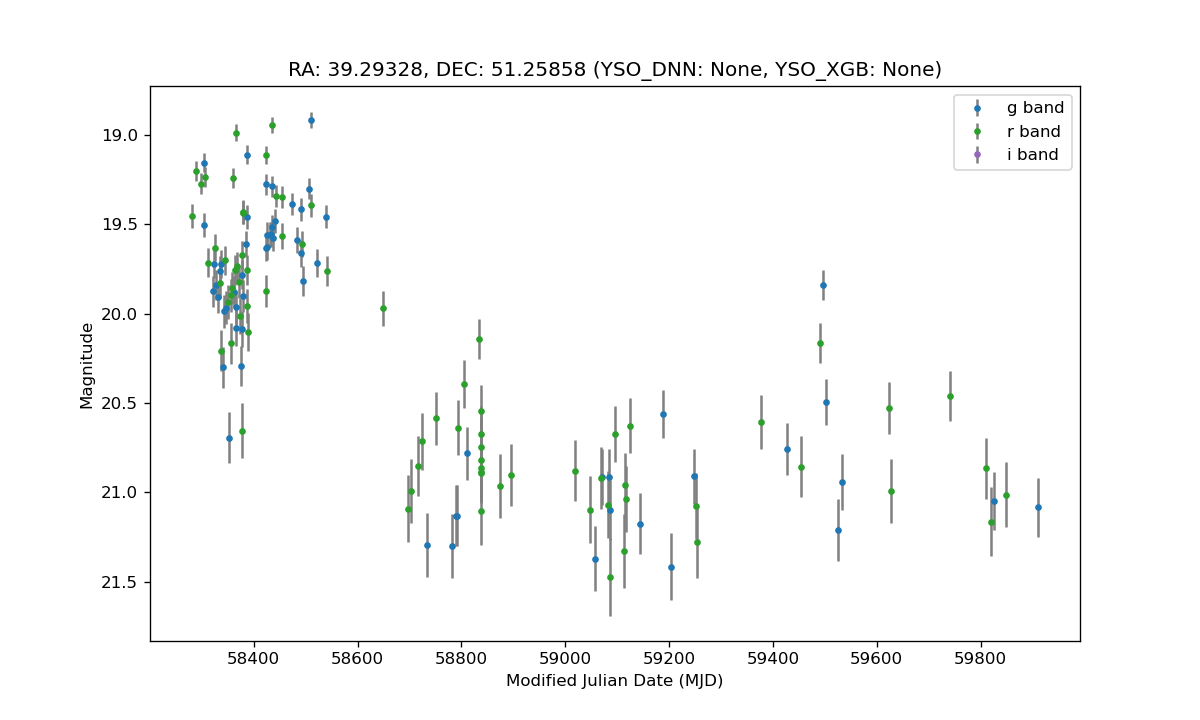 RA: 39.29328, DEC: 51.25858 (YSO_DNN: None, YSO_XGB: None)
g band
r band
i band
19.0
19.5
20.0
20.5
21.0
21.5
Magnitude
58400 58600 58800 59000 59200 59400 59600 59800
Modified Julian Date (MJD)